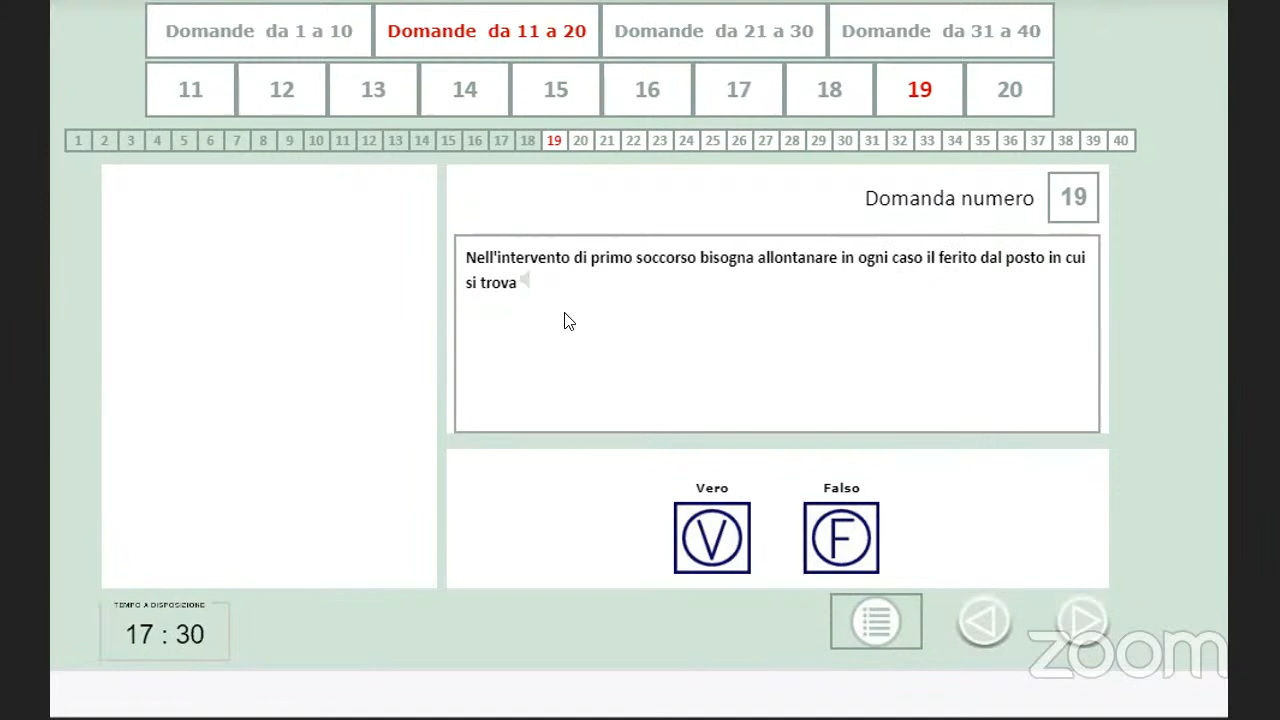 Domande da 1 a 10 Domande da 11 a 20 Domande da 21 a 30 Domande da 31 a 40
11 12 13 14 15 16 17 18 19 20
1 2 3 4 5 6 7 8 9 10 11 12 13 14 15 16 17 18 19 20 21 22 23 24 25 26 27 28 29 30 31 32 33 34 35 36 37 38 39 40
Domanda numero 19
Nell'intervento di primo soccorso bisogna allontanare in ogni caso il ferito dal posto in cui
si trova
Vero Falso
V F
TEMPO A DISPOSIZIONE
17 : 30
zoom